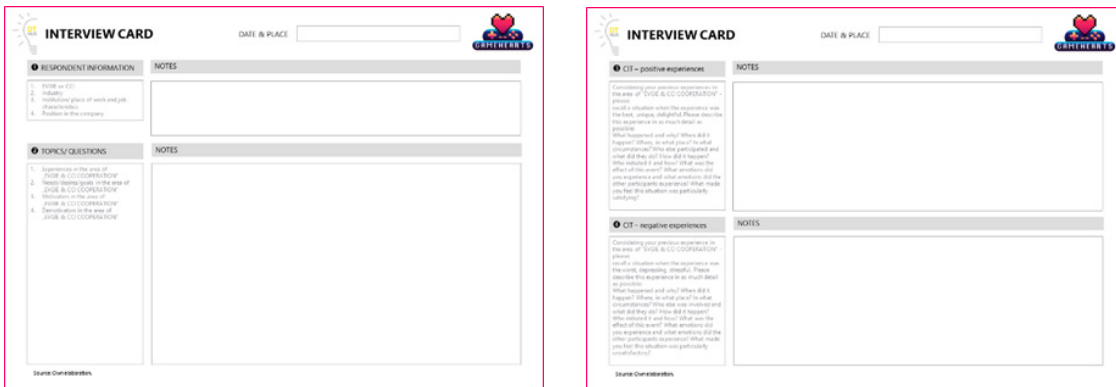 INTERVIEW CARD
DATE & PLACE
GAMEHEARTS
❶ RESPONDENT INFORMATION
NOTES
1. EVGIE or CCI
2. Industry
3. Institution/ place of work and job
characteristics
4. Position in the company
❷ TOPICS/ QUESTIONS
NOTES
1. Experiences in the area of
„EVGIE & CCI COOPERATION"
2. Needs/desires/goals in the area of
„EVGIE & CCI COOPERATION"
3. Motivators in the area of
„EVGIE & CCI COOPERATION"
4. Demotivators in the area of
„EVGIE & CCI COOPERATION"
Source: Own elaboration.
INTERVIEW CARD
DATE & PLACE
GAMEHEARTS
❸ CIT – positive experiences
NOTES
Considering your previous experiences in
the area of "EVGIE & CCI COOPERATION" -
please:
recall a situation when the experience was
the best, unique, delightful. Please describe
this experience in as much detail as
possible:
What happened and why? When did it
happen? Where, in what place? In what
circumstances? Who else participated and
what did they do? How did it happen?
Who initiated it and how? What was the
effect of this event? What emotions did
you experience and what emotions did the
other participants experience? What made
you feel this situation was particularly
satisfying?
CIT – negative experiences
NOTES
Considering your previous experience in
the area of "EVGIE & CCI COOPERATION" -
please:
recall a situation when the experience was
the worst, depressing, stressful. Please
describe this experience in as much detail
as possible:
What happened and why? When did it
happen? Where, in what place? In what
circumstances? Who else was involved and
what did they do? How did it happen?
Who initiated it and how? What was the
effect of this event? What emotions did
you experience and what emotions did the
other participants experience? What made
you feel this situation was particularly
unsatisfactory?
Source: Own elaboration.